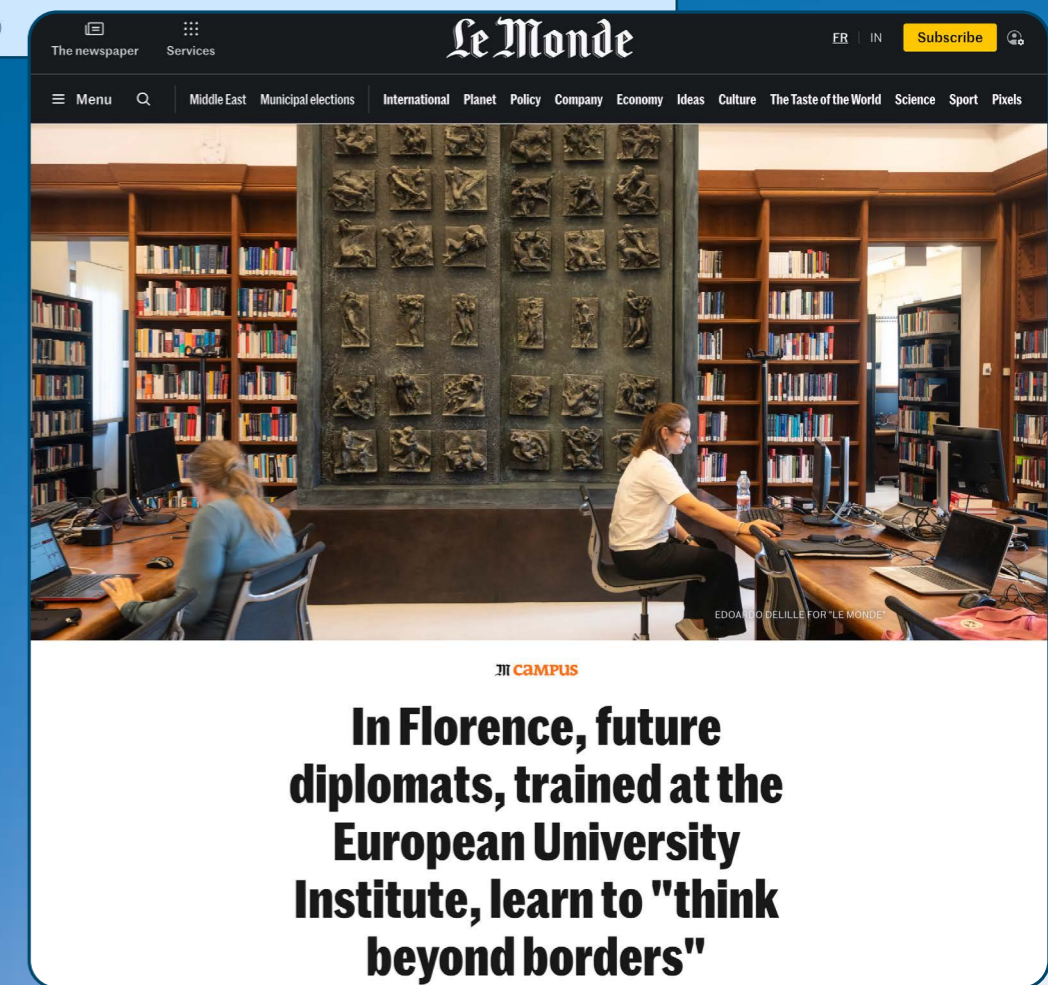 The newspaper
Services
Le Monde
FR | IN
Subscribe
Menu
Middle East Municipal elections International Planet Policy Company Economy Ideas Culture The Taste of the World Science Sport Pixels
EDOARDO DELILLE FOR "LE MONDE"
M CAMPUS
In Florence, future
diplomats, trained at the
European University
Institute, learn to "think
beyond borders"